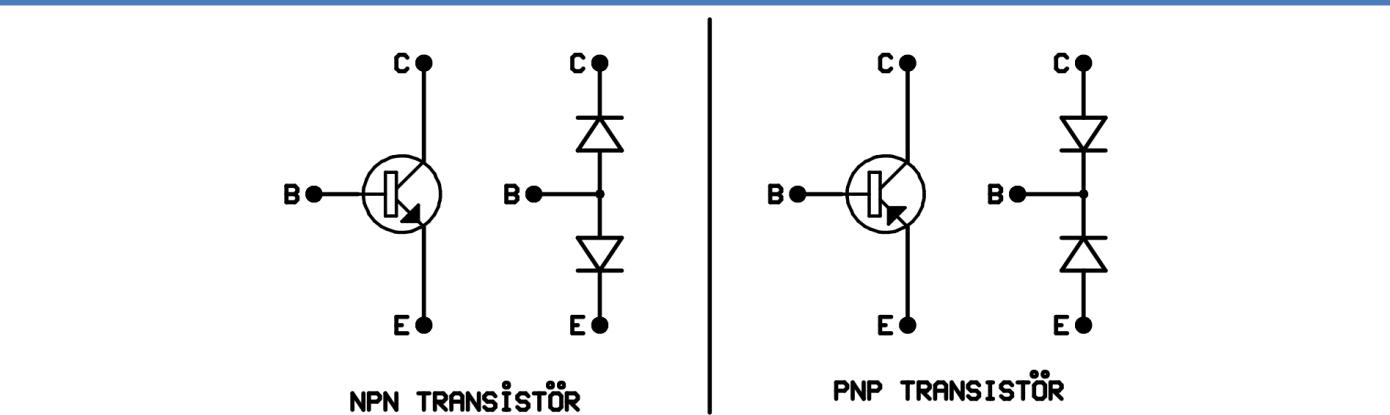 C C C C
B B B B
E E E E
NPN TRANSİSTÖR
PNP TRANSISTÖR